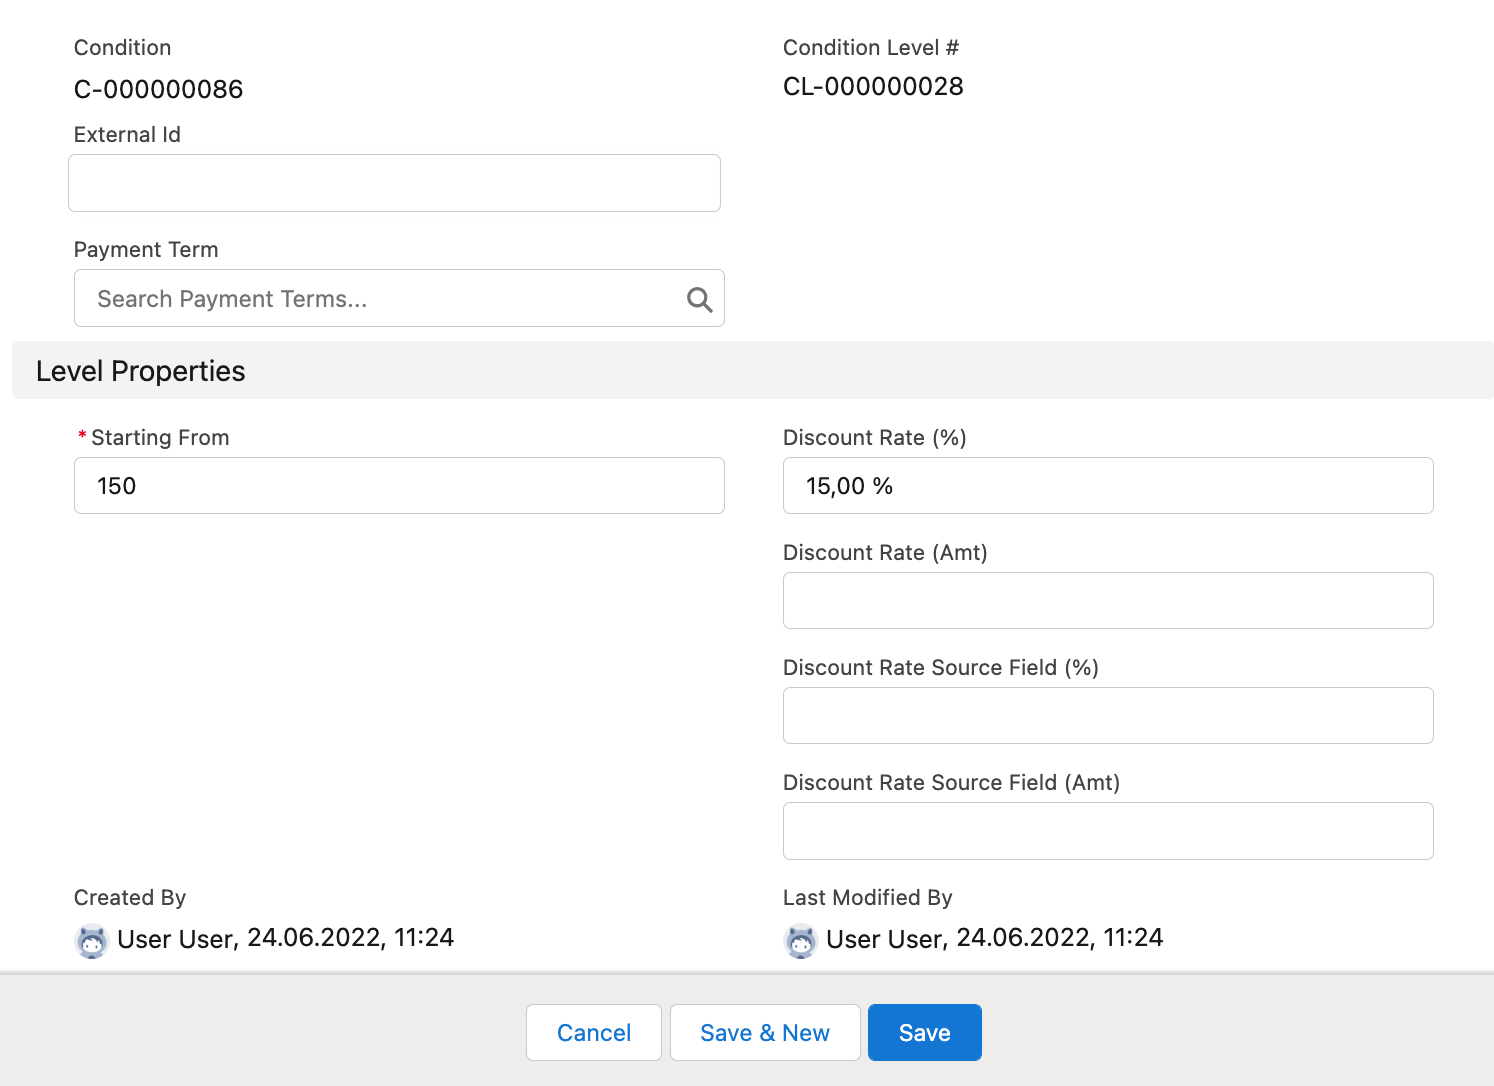 Condition
C-000000086
Condition Level #
CL-000000028
External Id
Payment Term
Search Payment Terms...
Level Properties
* Starting From
150
Discount Rate (%)
15,00 %
Discount Rate (Amt)
Discount Rate Source Field (%)
Discount Rate Source Field (Amt)
Created By
User User, 24.06.2022, 11:24
Last Modified By
User User, 24.06.2022, 11:24
Cancel
Save & New
Save